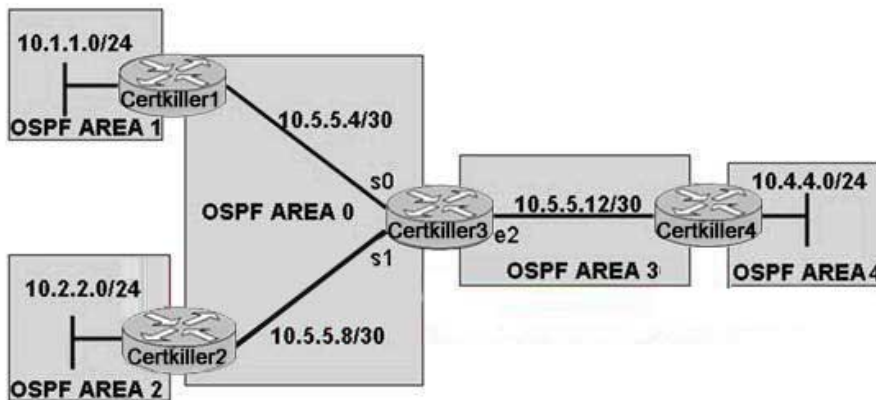 10.1.1.0/24
Certkiller1
OSPF AREA 1
10.5.5.4/30
s0
OSPF AREA 0
Certkiller3
e2
s1
10.5.5.12/30
OSPF AREA 3
Certkiller4
10.4.4.0/24
OSPF AREA 4
10.2.2.0/24
Certkiller2
OSPF AREA 2
10.5.5.8/30